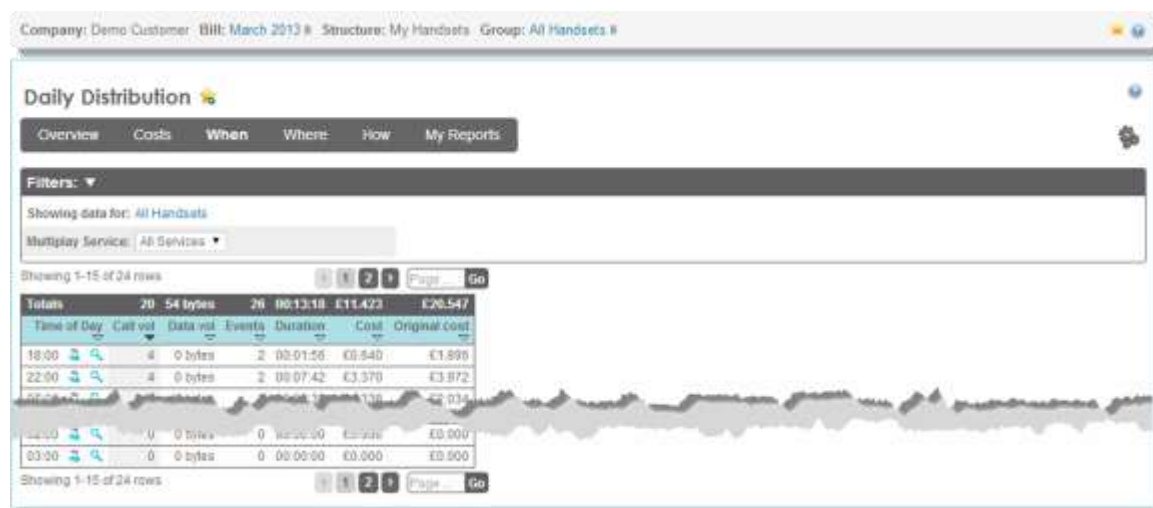 Company: Demo Customer Bill: March 2013 Structure: My Handsets Group: All Handsets
Daily Distribution
Overview Costs When Where How My Reports
Filters: ▼
Showing data for: All Handsets
Multiplay Service: All Services ▼
Showing 1-15 of 24 rows 1 2 Page... Go
Totals 20 54 bytes 26 00:13:18 £11.423 £20.547
Time of Day Call vol Data vol Events Duration Cost Original cost
18:00 4 0 bytes 2 00:01:56 £0.640
22:00 4 0 bytes 2 00:07:42 £3.370 £3.872
0 0 bytes 0 £0.000
03:00 0 0 bytes 0 00:00:00 £0.000 £0.000
Showing 1-15 of 24 rows 1 2 Page... Go